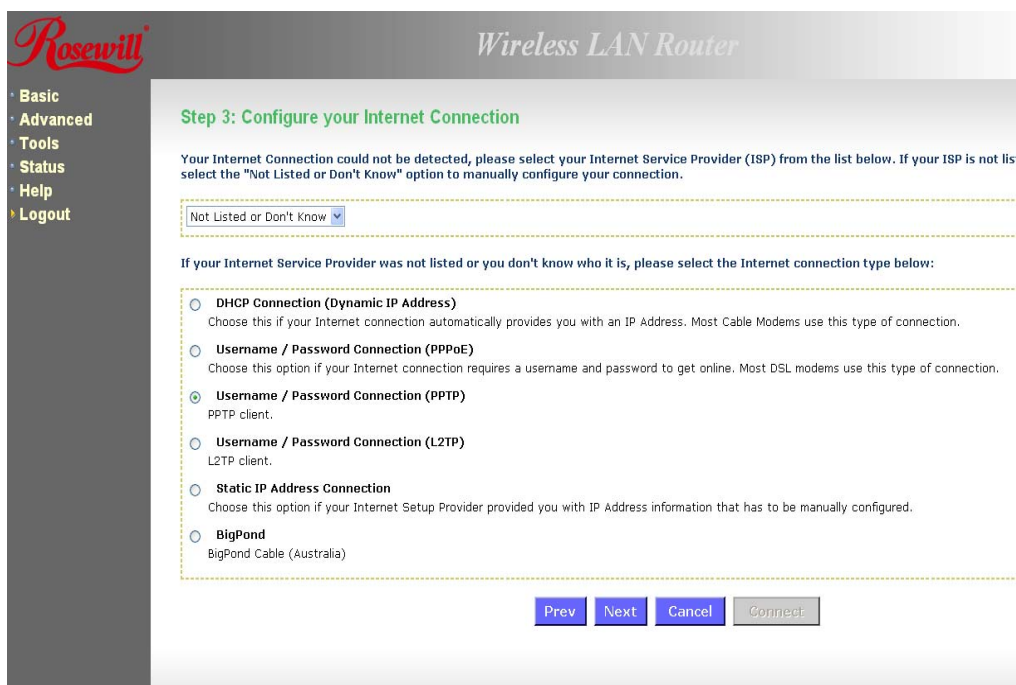 Rosewill
Wireless LAN Router
Basic
Advanced
Tools
Status
Help
Logout
Step 3: Configure your Internet Connection
Your Internet Connection could not be detected, please select your Internet Service Provider (ISP) from the list below. If your ISP is not lis
select the "Not Listed or Don't Know" option to manually configure your connection.
Not Listed or Don't Know
If your Internet Service Provider was not listed or you don't know who it is, please select the Internet connection type below:
DHCP Connection (Dynamic IP Address)
Choose this if your Internet connection automatically provides you with an IP Address. Most Cable Modems use this type of connection.
Username / Password Connection (PPPoE)
Choose this option if your Internet connection requires a username and password to get online. Most DSL modems use this type of connection.
Username / Password Connection (PPTP)
PPTP client.
Username / Password Connection (L2TP)
L2TP client.
Static IP Address Connection
Choose this option if your Internet Setup Provider provided you with IP Address information that has to be manually configured.
BigPond
BigPond Cable (Australia)
Prev Next Cancel Connect